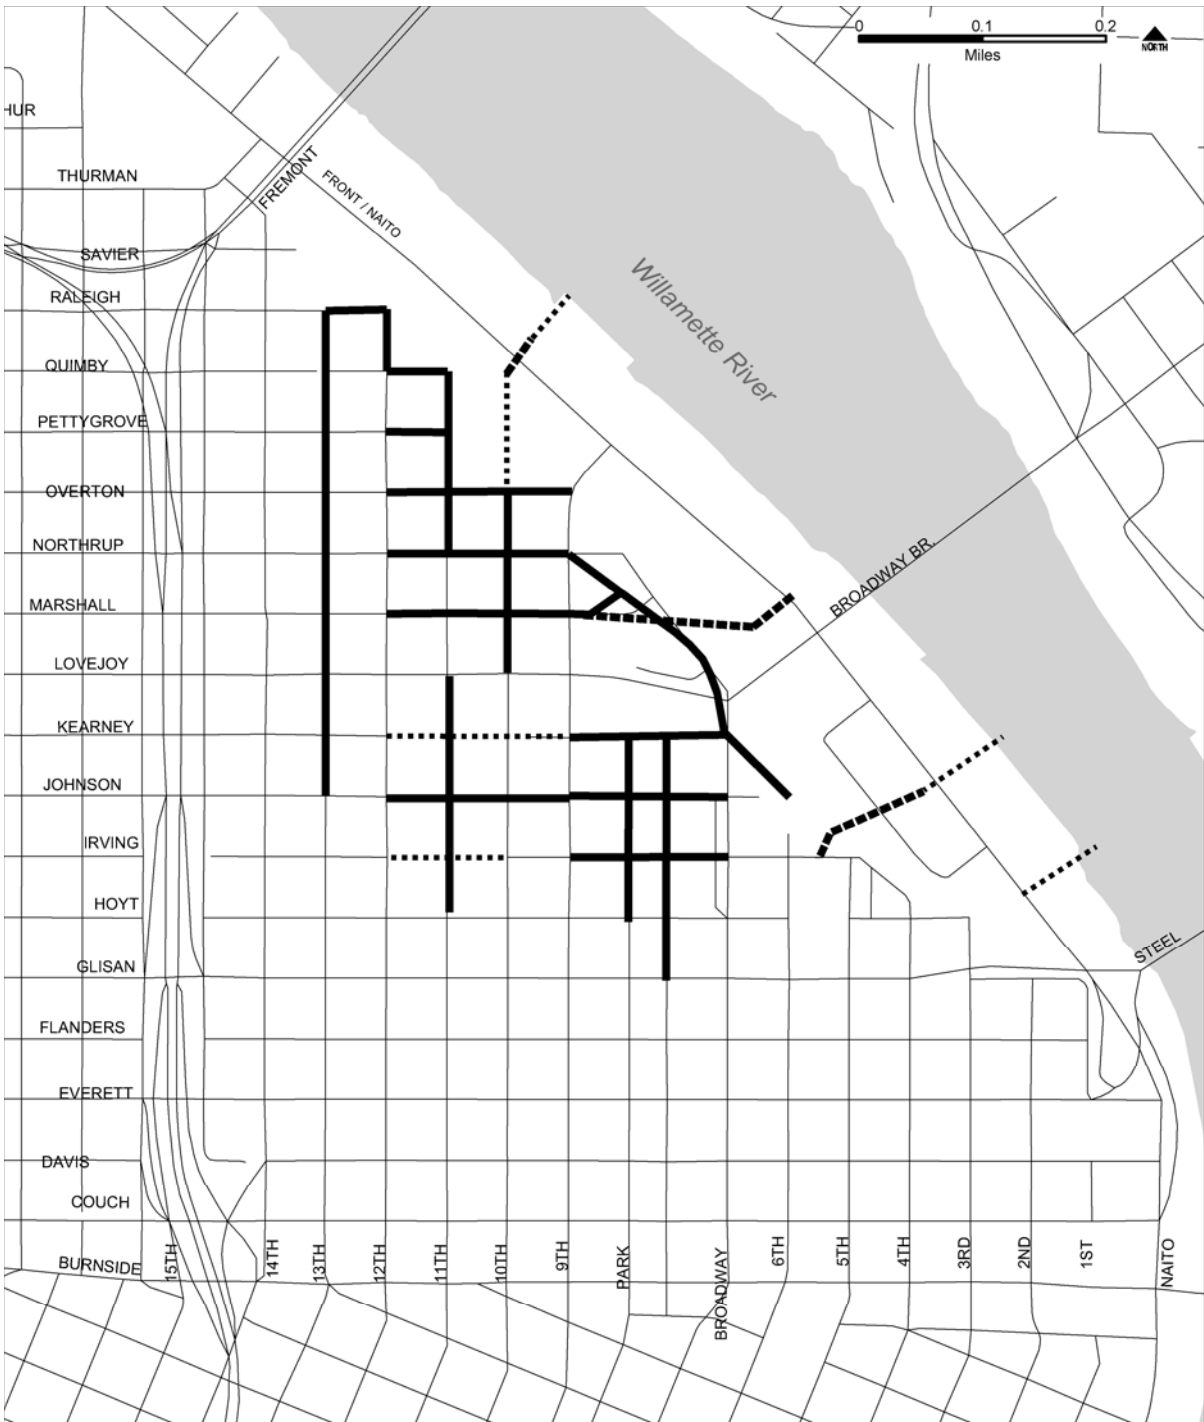 0 0.1 0.2
Miles
NORTH
HUR
THURMAN
FREMONT
FRONT / NAITO
SAVIER
RALEIGH
Willamette River
QUIMBY
PETTYGROVE
OVERTON
NORTHRUP
BROADWAY BR.
MARSHALL
LOVEJOY
KEARNEY
JOHNSON
IRVING
HOYT
STEEL
GLISAN
FLANDERS
EVERETT
DAVIS
COUCH
BURNSIDE
15TH
14TH
13TH
12TH
11TH
10TH
9TH
PARK
BROADWAY
6TH
5TH
4TH
3RD
2ND
1ST
NAITO